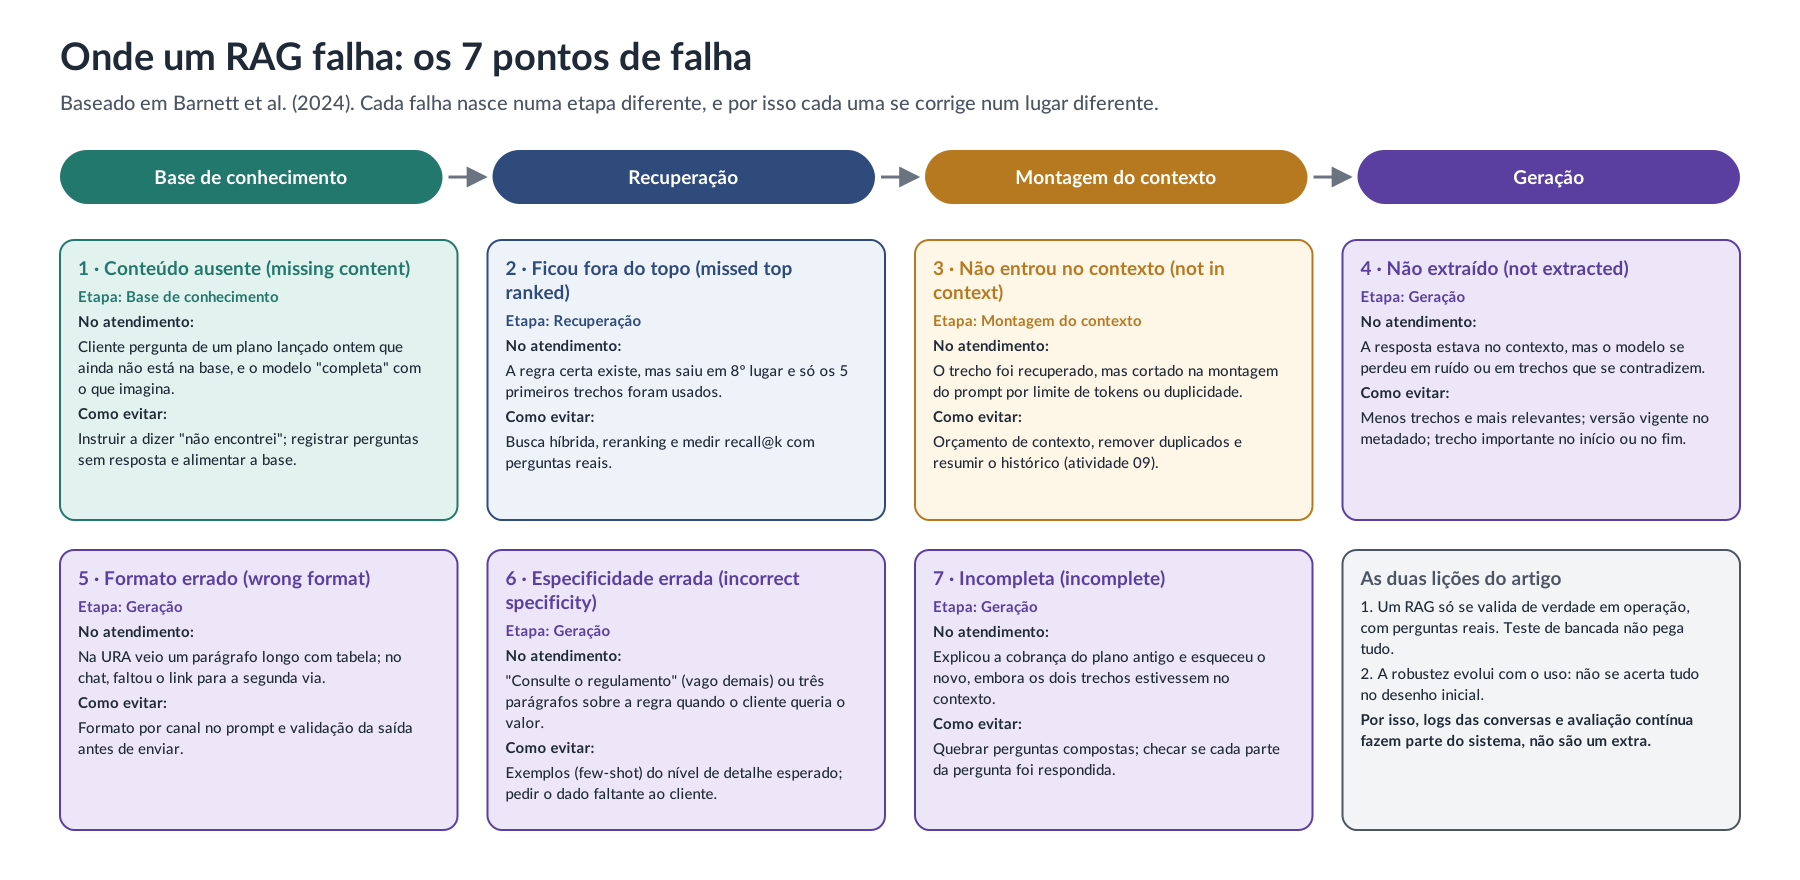 Onde um RAG falha: os 7 pontos de falha
Baseado em Barnett et al. (2024). Cada falha nasce numa etapa diferente, e por isso cada uma se corrige num lugar diferente.
Base de conhecimento
Recuperação
Montagem do contexto
Geração
1 · Conteúdo ausente (missing content)
Etapa: Base de conhecimento
No atendimento:
Cliente pergunta de um plano lançado ontem que
ainda não está na base, e o modelo "completa" com
o que imagina.
Como evitar:
Instruir a dizer "não encontrei"; registrar perguntas
sem resposta e alimentar a base.
2 · Ficou fora do topo (missed top
ranked)
Etapa: Recuperação
No atendimento:
A regra certa existe, mas saiu em 8º lugar e só os 5
primeiros trechos foram usados.
Como evitar:
Busca híbrida, reranking e medir recall@k com
perguntas reais.
3 · Não entrou no contexto (not in
context)
Etapa: Montagem do contexto
No atendimento:
O trecho foi recuperado, mas cortado na montagem
do prompt por limite de tokens ou duplicidade.
Como evitar:
Orçamento de contexto, remover duplicados e
resumir o histórico (atividade 09).
4 · Não extraído (not extracted)
Etapa: Geração
No atendimento:
A resposta estava no contexto, mas o modelo se
perdeu em ruído ou em trechos que se contradizem.
Como evitar:
Menos trechos e mais relevantes; versão vigente no
metadado; trecho importante no início ou no fim.
5 · Formato errado (wrong format)
Etapa: Geração
No atendimento:
Na URA veio um parágrafo longo com tabela; no
chat, faltou o link para a segunda via.
Como evitar:
Formato por canal no prompt e validação da saída
antes de enviar.
6 · Especificidade errada (incorrect
specificity)
Etapa: Geração
No atendimento:
"Consulte o regulamento" (vago demais) ou três
parágrafos sobre a regra quando o cliente queria o
valor.
Como evitar:
Exemplos (few-shot) do nível de detalhe esperado;
pedir o dado faltante ao cliente.
7 · Incompleta (incomplete)
Etapa: Geração
No atendimento:
Explicou a cobrança do plano antigo e esqueceu o
novo, embora os dois trechos estivessem no
contexto.
Como evitar:
Quebrar perguntas compostas; checar se cada parte
da pergunta foi respondida.
As duas lições do artigo
1. Um RAG só se valida de verdade em operação,
com perguntas reais. Teste de bancada não pega
tudo.
2. A robustez evolui com o uso: não se acerta tudo
no desenho inicial.
Por isso, logs das conversas e avaliação contínua
fazem parte do sistema, não são um extra.